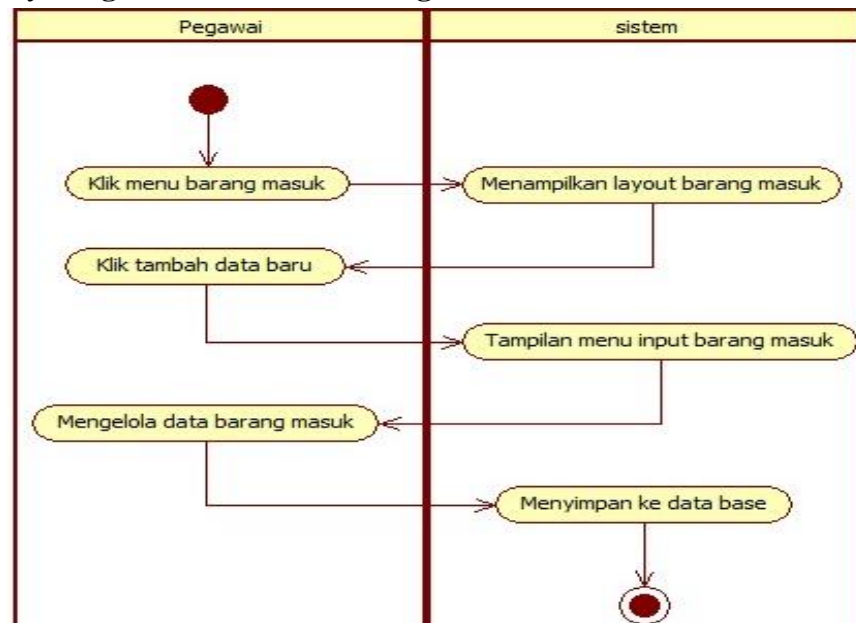 Pegawai
sistem
Klik menu barang masuk
Menampilkan layout barang masuk
Klik tambah data baru
Tampilan menu input barang masuk
Mengelola data barang masuk
Menyimpan ke data base